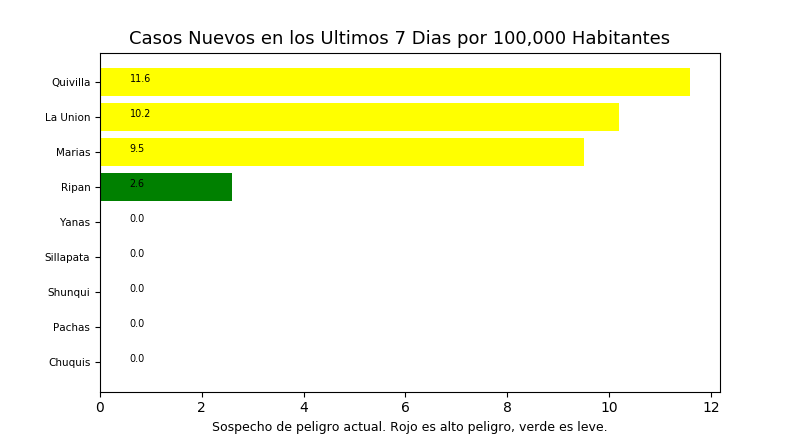 Casos Nuevos en los Ultimos 7 Dias por 100,000 Habitantes
Quivilla 11.6
La Union 10.2
Marias 9.5
Ripan 2.6
Yanas 0.0
Sillapata 0.0
Shunqui 0.0
Pachas 0.0
Chuquis 0.0
0 2 4 6 8 10 12
Sospecho de peligro actual. Rojo es alto peligro, verde es leve.